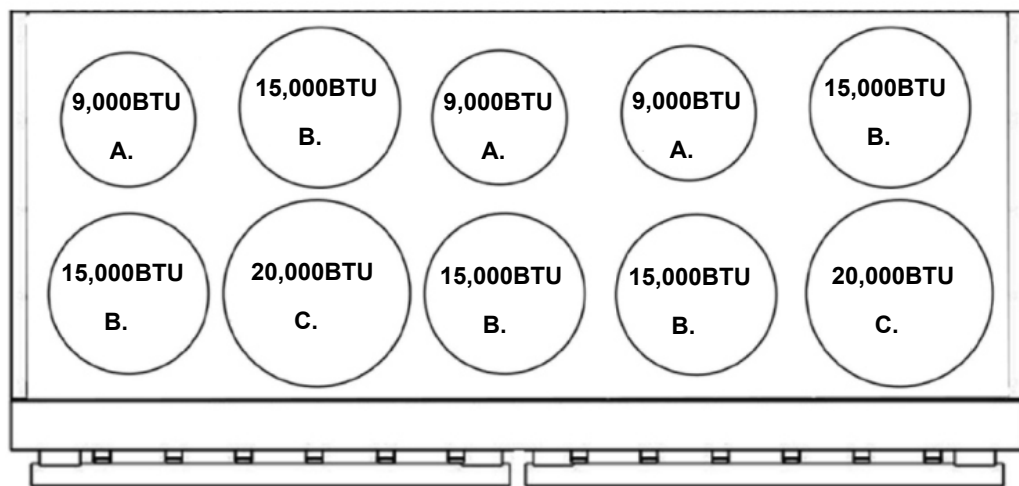 9,000BTU
A.
15,000BTU
B.
9,000BTU
A.
9,000BTU
A.
15,000BTU
B.
15,000BTU
B.
20,000BTU
C.
15,000BTU
B.
15,000BTU
B.
20,000BTU
C.